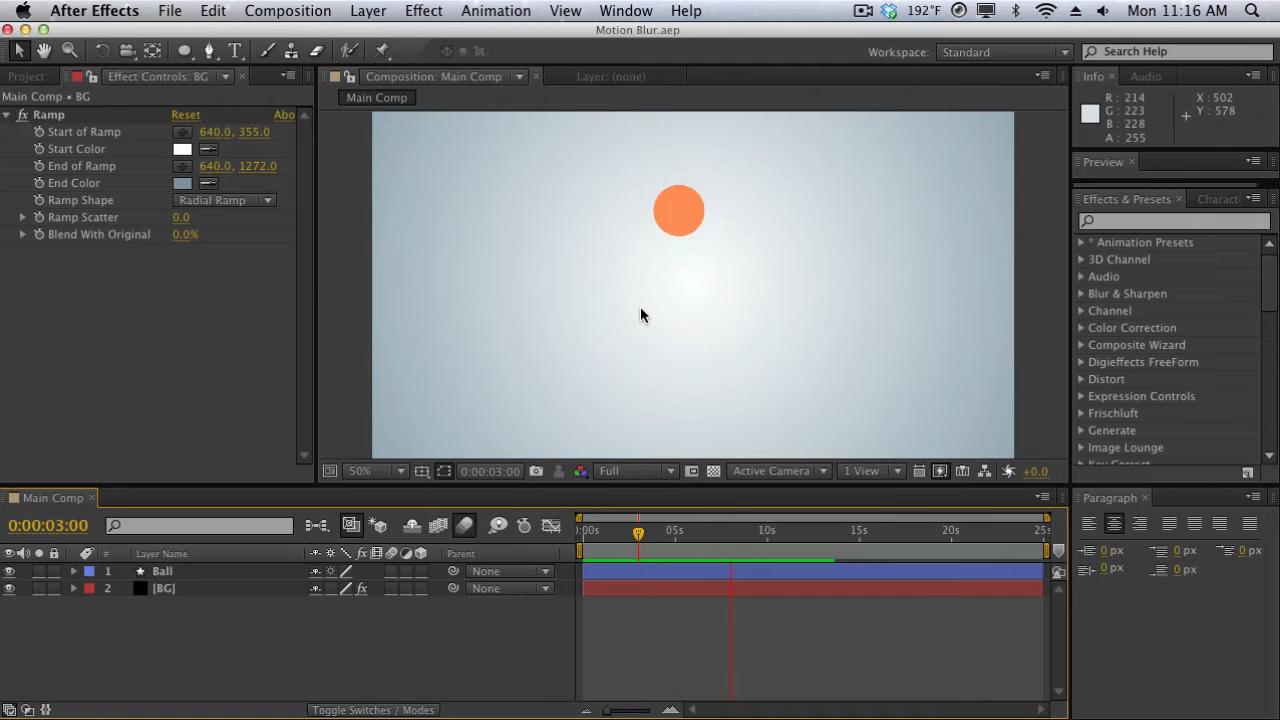 After Effects File Edit Composition Layer Effect Animation View Window Help 192°F Mon 11:16 AM
Motion Blur.aep
Workspace: Standard Search Help
Project Effect Controls: BG Composition: Main Comp Layer: (none) Info Audio
Main Comp • BG Main Comp
R : 214 X : 502
G : 223 Y : 578
B : 228
A : 255
fx Ramp Reset Abo
Start of Ramp 640.0, 355.0
Start Color
End of Ramp 640.0, 1272.0
End Color
Ramp Shape Radial Ramp
Ramp Scatter 0.0
Blend With Original 0.0%
Preview
Effects & Presets Charact
* Animation Presets
3D Channel
Audio
Blur & Sharpen
Channel
Color Correction
Composite Wizard
Digieffects FreeForm
Distort
Expression Controls
Frischluft
Generate
Image Lounge
Key Correct
50% 0:00:03:00 Full Active Camera 1 View +0.0
Main Comp Paragraph
0:00:03:00
:00s 05s 10s 15s 20s 25s
# Layer Name fx Parent
1 Ball None
2 [BG] fx None
0 px 0 px 0 px
0 px 0 px
Toggle Switches / Modes